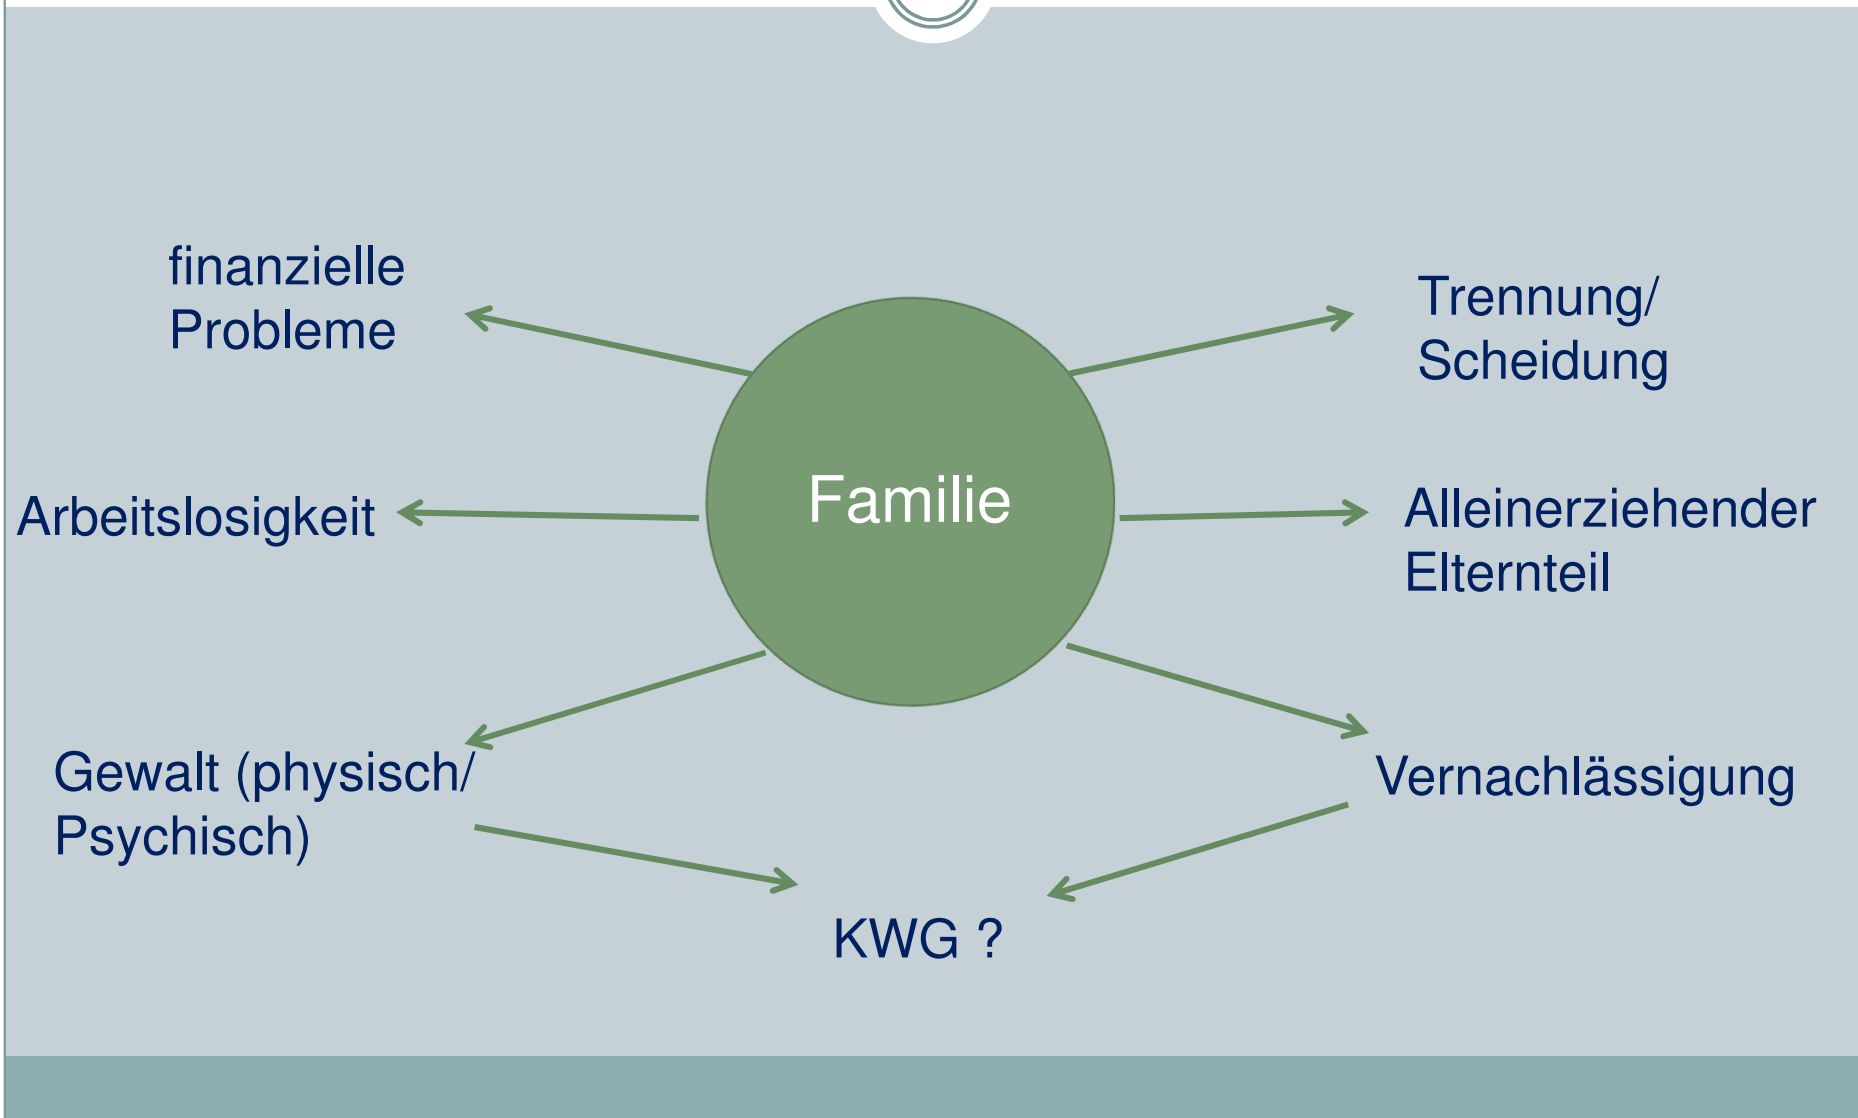 finanzielle
Probleme
Trennung/
Scheidung
Familie
Arbeitslosigkeit
Alleinerziehender
Elternteil
Gewalt (physisch/
Psychisch)
Vernachlässigung
KWG ?